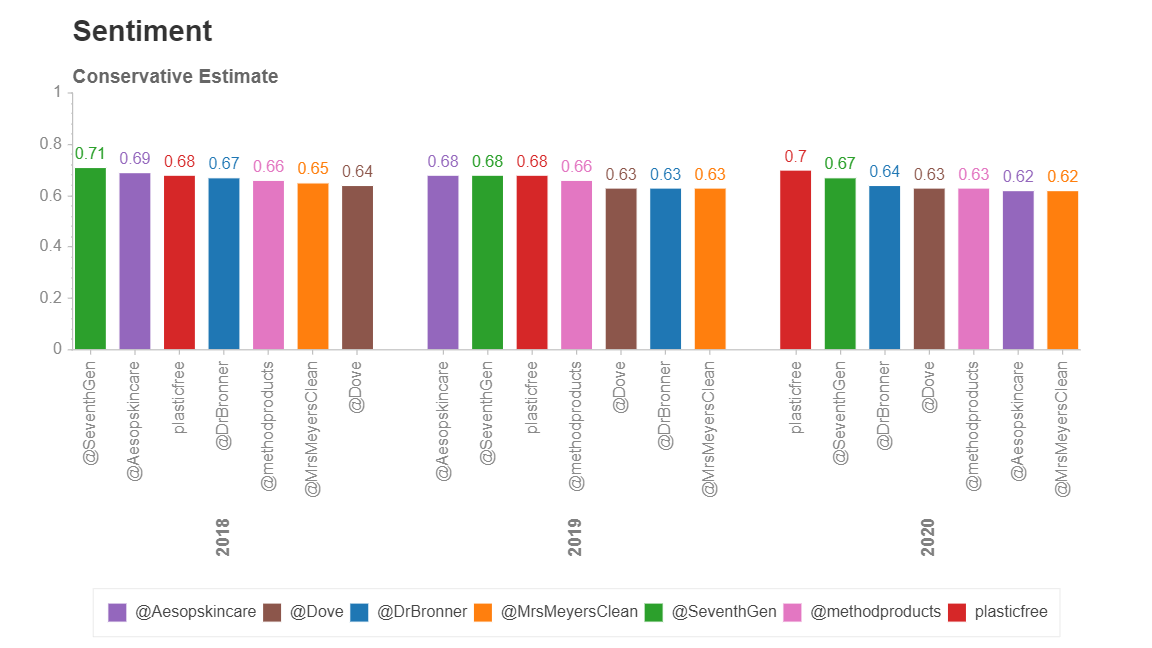 Sentiment
Conservative Estimate
1
0.8
0.6
0.4
0.2
0
0.71
0.69
0.68
0.67
0.66
0.65
0.64
0.68
0.68
0.68
0.66
0.63
0.63
0.63
0.7
0.67
0.64
0.63
0.63
0.62
0.62
@SeventhGen
@Aesopskincare
plasticfree
@DrBronner
@methodproducts
@MrsMeyersClean
@Dove
@Aesopskincare
@SeventhGen
plasticfree
@methodproducts
@Dove
@DrBronner
@MrsMeyersClean
plasticfree
@SeventhGen
@DrBronner
@Dove
@methodproducts
@Aesopskincare
@MrsMeyersClean
2018
2019
2020
@Aesopskincare @Dove @DrBronner @MrsMeyersClean @SeventhGen @methodproducts plasticfree